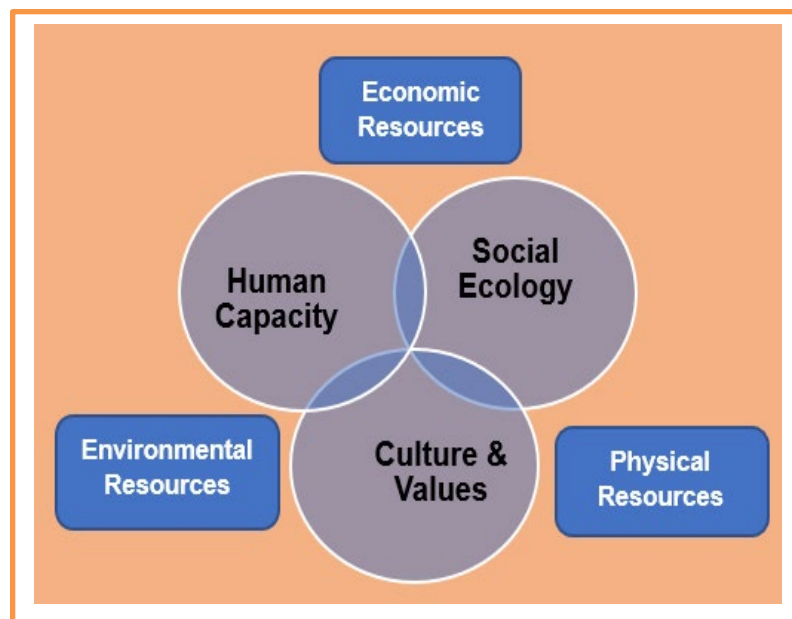 Economic
Resources
Human
Capacity
Social
Ecology
Culture &
Values
Environmental
Resources
Physical
Resources